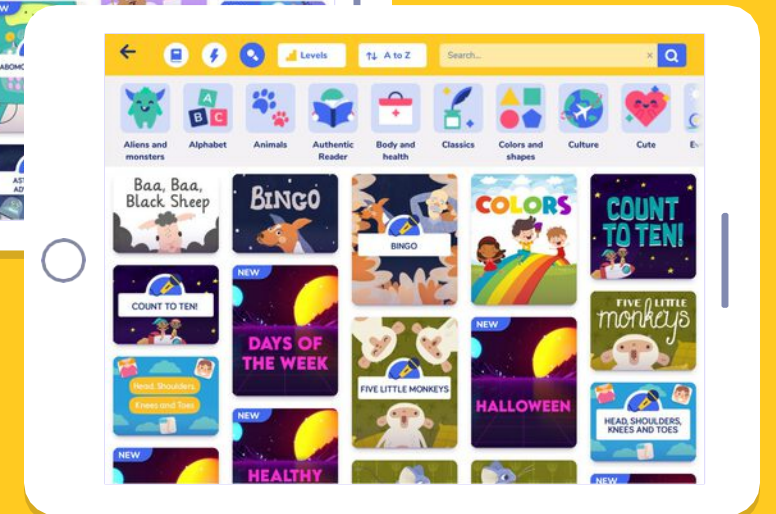 W
ABOMO
AST
AD
Levels
A to Z
Search...
Aliens and
monsters
A
B C
Alphabet
Animals
Authentic
Reader
Body and
health
Classics
Colors and
shapes
Culture
Cute
Baa, Baa,
Black Sheep
BINGO
BINGO
COLORS
COUNT
TO TEN!
COUNT TO TEN!
NEW
DAYS OF
THE WEEK
FIVE LITTLE MONKEYS
NEW
HALLOWEEN
FIVE LITTLE
monkeys
Head, Shoulders,
Knees and Toes
NEW
HEALTHY
HEAD, SHOULDERS,
KNEES AND TOES
NEW
NEW